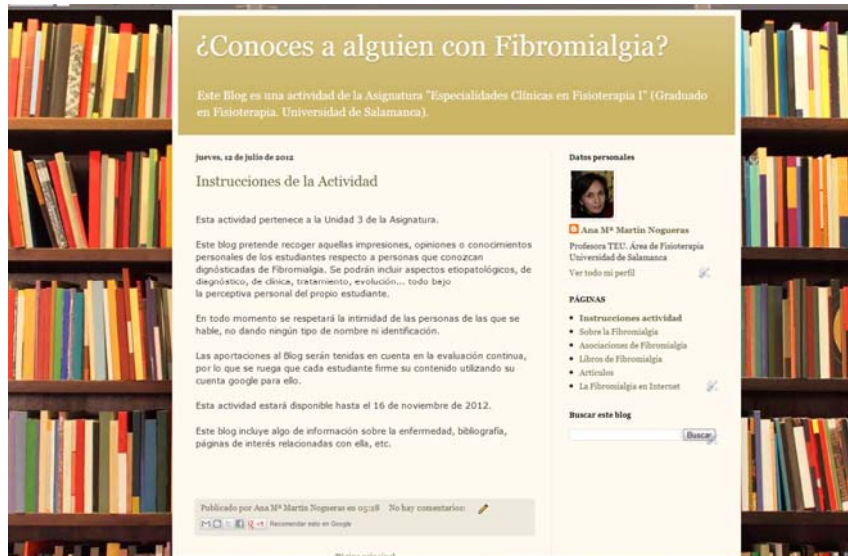 ¿Conoces a alguien con Fibromialgia?
Este Blog es una actividad de la Asignatura "Especialidades Clínicas en Fisioterapia I" (Graduado
en Fisioterapia. Universidad de Salamanca).
jueves, 12 de julio de 2012
Instrucciones de la Actividad
Esta actividad pertenece a la Unidad 3 de la Asignatura.
Este blog pretende recoger aquellas impresiones, opiniones o conocimientos
personales de los estudiantes respecto a personas que conozcan
dignósticadas de Fibromialgia. Se podrán incluir aspectos etiopatológicos, de
diagnóstico, de clínica, tratamiento, evolución... todo bajo
la perceptiva personal del propio estudiante.
En todo momento se respetará la intimidad de las personas de las que se
hable, no dando ningún tipo de nombre ni identificación.
Las aportaciones al Blog serán tenidas en cuenta en la evaluación continua,
por lo que se ruega que cada estudiante firme su contenido utilizando su
cuenta google para ello.
Esta actividad estará disponible hasta el 16 de noviembre de 2012.
Este blog incluye algo de información sobre la enfermedad, bibliografía,
páginas de interés relacionadas con ella, etc.
Publicado por Ana Mª Martín Nogueras en 05:28 No hay comentarios:
Recomendar esto en Google
Página principal
Datos personales
Ana Mª Martín Nogueras
Profesora TEU. Área de Fisioterapia
Universidad de Salamanca
Ver todo mi perfil
PÁGINAS
Instrucciones actividad
Sobre la Fibromialgia
Asociaciones de Fibromialgia
Libros de Fibromialgia
Artículos
La Fibromialgia en Internet
Buscar este blog
Buscar